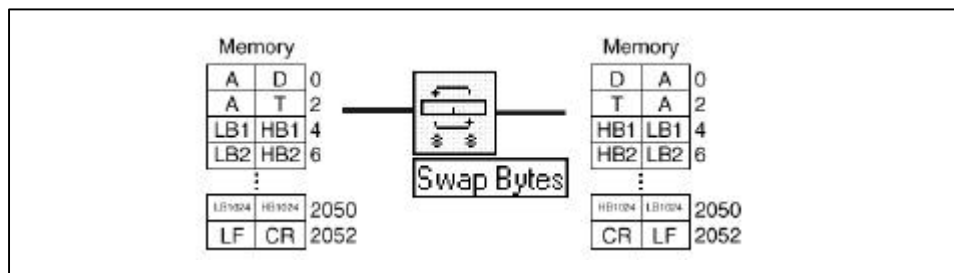 Memory Memory
A D 0 D A 0
A T 2 T A 2
LB1 HB1 4 HB1 LB1 4
LB2 HB2 6 HB2 LB2 6
Swap Bytes
LB1024 HB1024 2050 HB1024 LB1024 2050
LF CR 2052 CR LF 2052